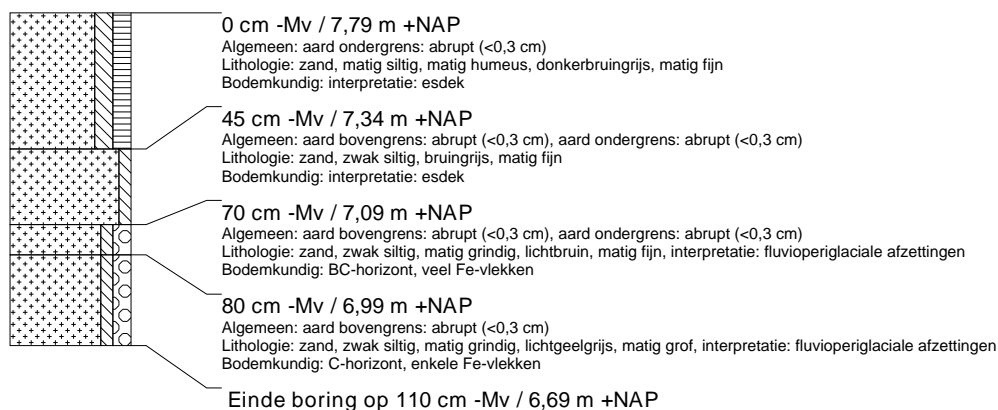 0 cm -Mv / 7,79 m +NAP
Algemeen: aard ondergrens: abrupt (<0,3 cm)
Lithologie: zand, matig siltig, matig humeus, donkerbruingrijs, matig fijn
Bodemkundig: interpretatie: esdek
45 cm -Mv / 7,34 m +NAP
Algemeen: aard bovengrens: abrupt (<0,3 cm), aard ondergrens: abrupt (<0,3 cm)
Lithologie: zand, zwak siltig, bruingrijs, matig fijn
Bodemkundig: interpretatie: esdek
70 cm -Mv / 7,09 m +NAP
Algemeen: aard bovengrens: abrupt (<0,3 cm), aard ondergrens: abrupt (<0,3 cm)
Lithologie: zand, zwak siltig, matig grindig, lichtbruin, matig fijn, interpretatie: fluvioperiglaciale afzettingen
Bodemkundig: BC-horizont, veel Fe-vlekken
80 cm -Mv / 6,99 m +NAP
Algemeen: aard bovengrens: abrupt (<0,3 cm)
Lithologie: zand, zwak siltig, matig grindig, lichtgeelgrijs, matig grof, interpretatie: fluvioperiglaciale afzettingen
Bodemkundig: C-horizont, enkele Fe-vlekken
Einde boring op 110 cm -Mv / 6,69 m +NAP